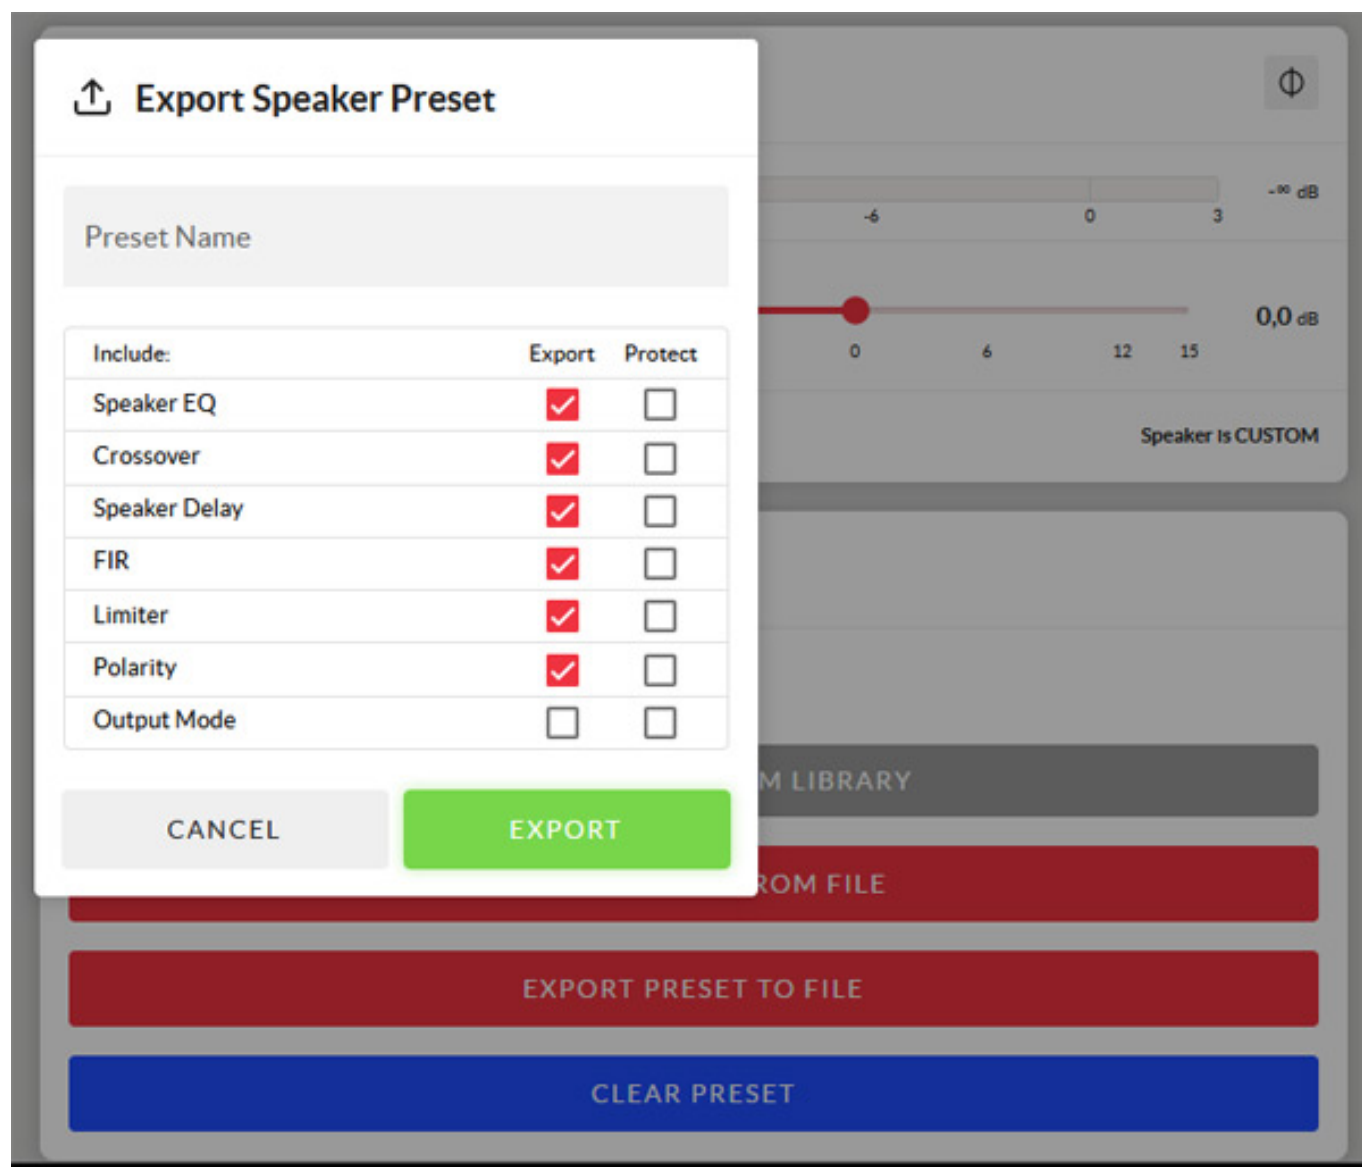 Export Speaker Preset
Preset Name
Include: Export Protect
Speaker EQ
Crossover
Speaker Delay
FIR
Limiter
Polarity
Output Mode
CANCEL EXPORT
-∞ dB
-6 0 3
0,0 dB
0 6 12 15
Speaker is CUSTOM
LIBRARY
FILE
EXPORT PRESET TO FILE
CLEAR PRESET